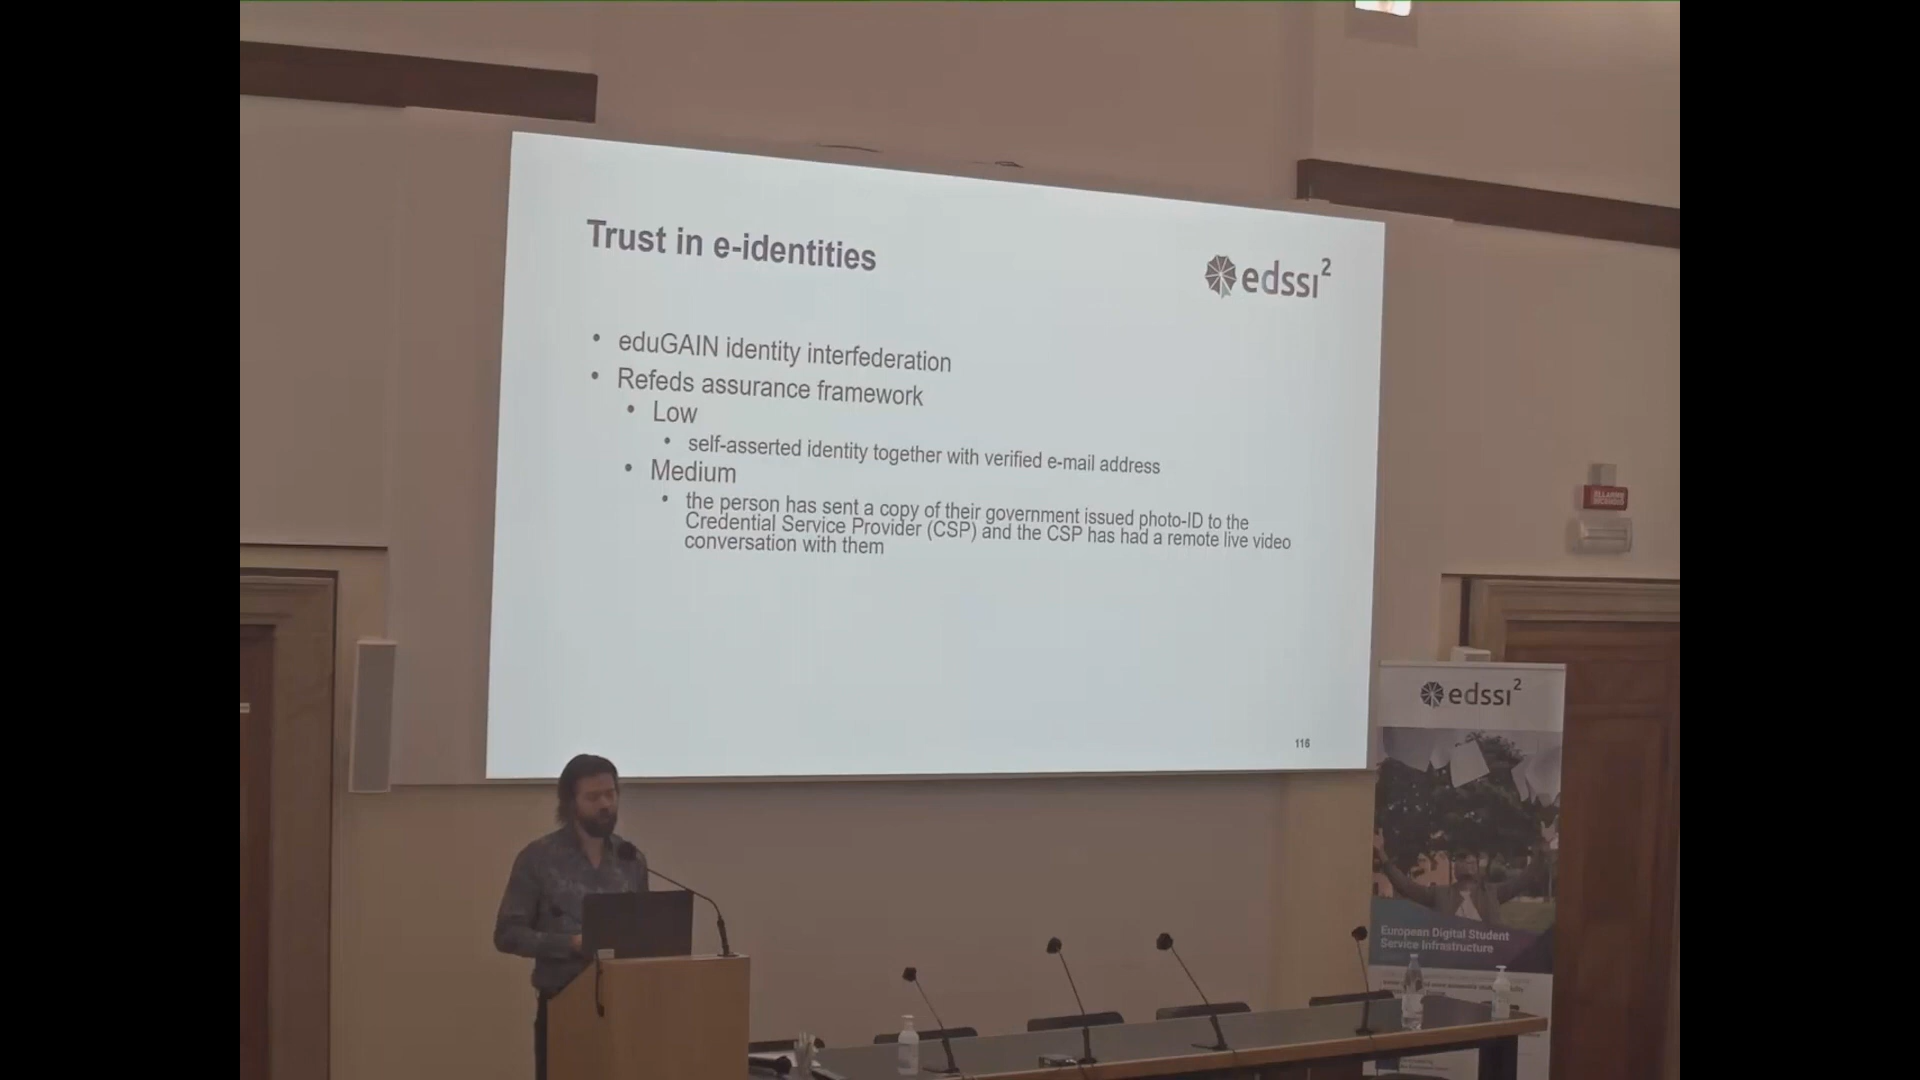 Trust in e-identities
edssi²
• eduGAIN identity interfederation
• Refeds assurance framework
• Low
• self-asserted identity together with verified e-mail address
• Medium
• the person has sent a copy of their government issued photo-ID to the
Credential Service Provider (CSP) and the CSP has had a remote live video
conversation with them
116
edssi²
European Digital Student
Service Infrastructure